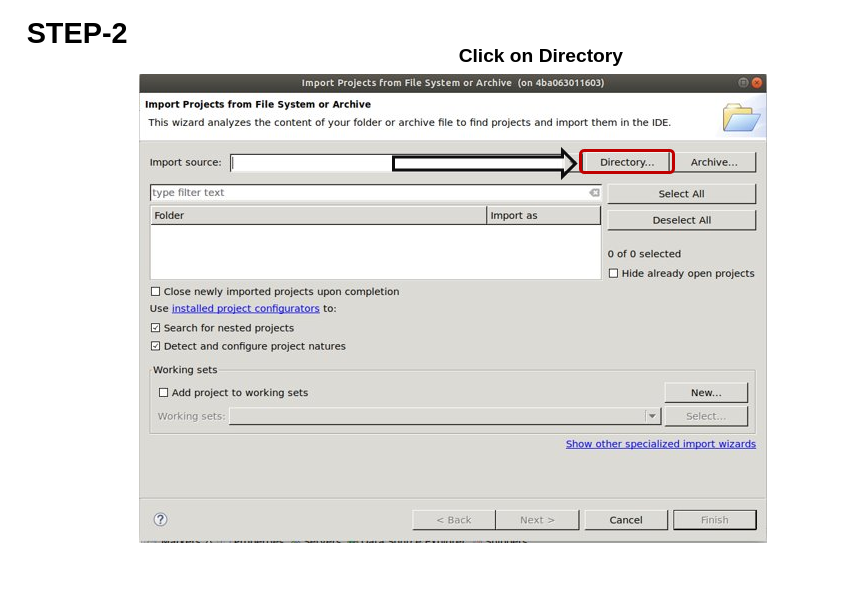 STEP-2
Click on Directory
Import Projects from File System or Archive (on 4ba063011603)
Import Projects from File System or Archive
This wizard analyzes the content of your folder or archive file to find projects and import them in the IDE.
Import source:
Directory...
Archive...
type filter text
Select All
Folder
Import as
Deselect All
0 of 0 selected
Hide already open projects
Close newly imported projects upon completion
Use installed project configurators to:
Search for nested projects
Detect and configure project natures
Working sets
Add project to working sets
New...
Working sets:
Select...
Show other specialized import wizards
?
< Back
Next >
Cancel
Finish